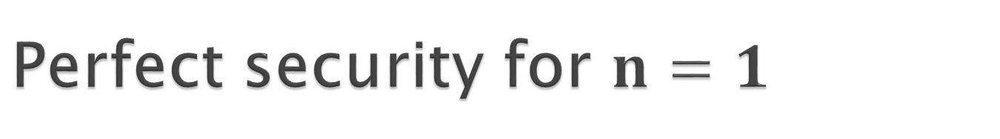 Perfect security for n = 1